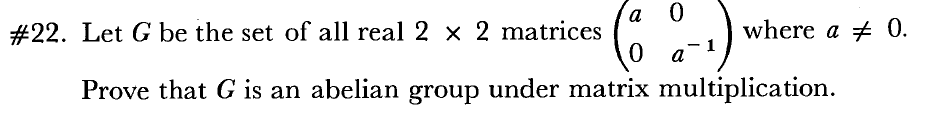 #22. Let G be the set of all real 2 × 2 matrices (a 0
0 a⁻¹) where a ≠ 0.
Prove that G is an abelian group under matrix multiplication.